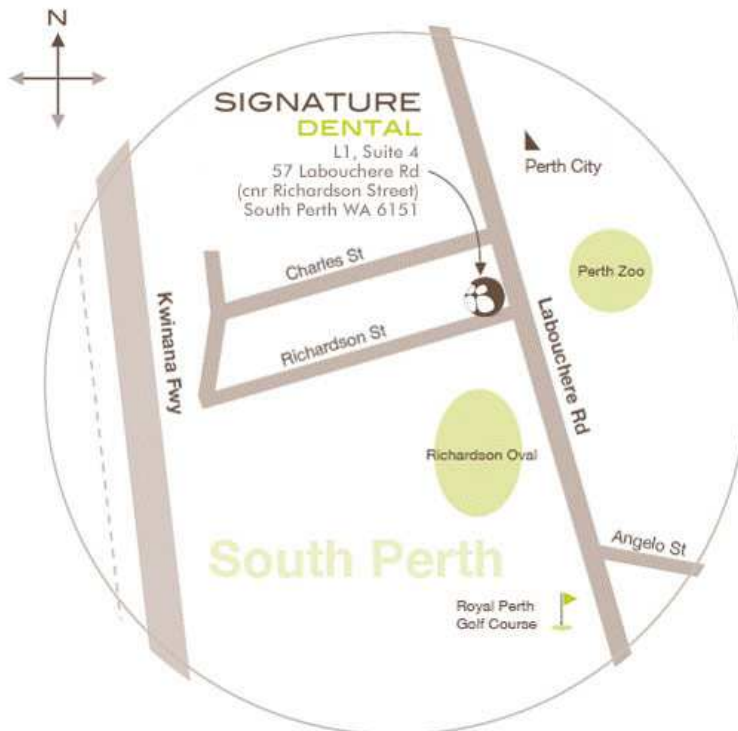 N
SIGNATURE
DENTAL
L1, Suite 4
57 Labouchere Rd
(cnr Richardson Street)
South Perth WA 6151
Perth City
Perth Zoo
Charles St
Kwinana Fwy
Richardson St
Labouchere Rd
Richardson Oval
Angelo St
South Perth
Royal Perth
Golf Course